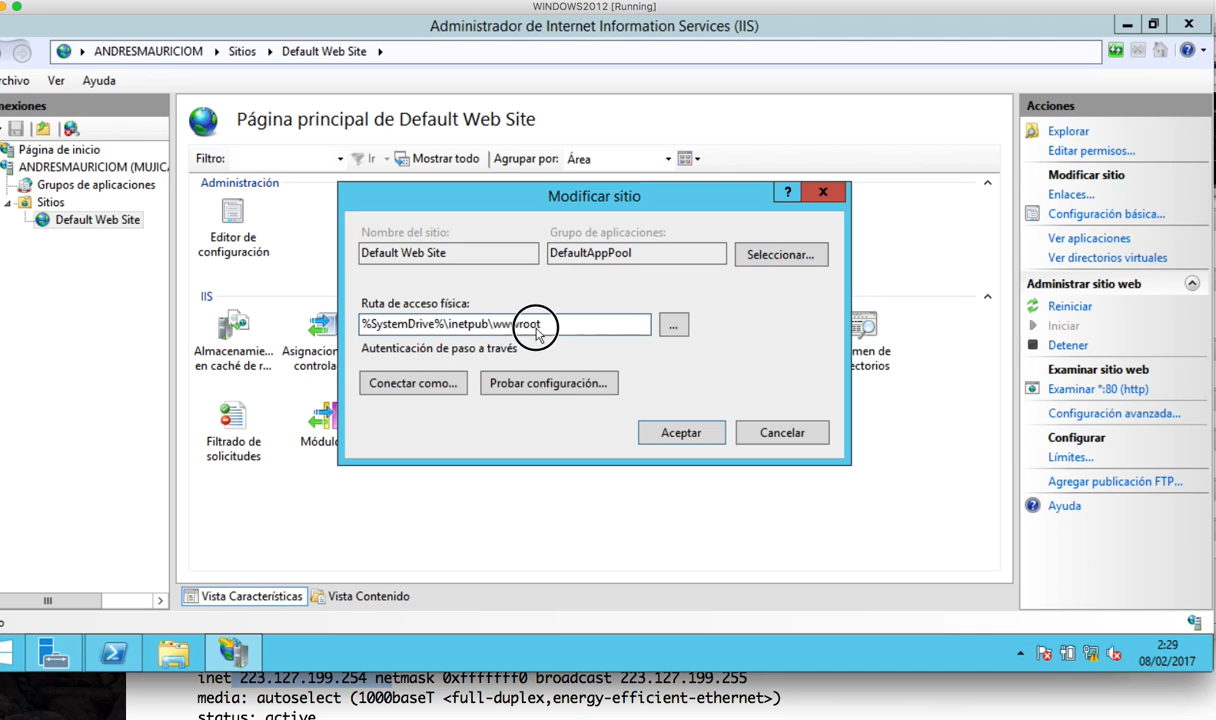 WINDOWS2012 [Running]
Administrador de Internet Information Services (IIS)
ANDRESMAURICIOM
Sitios
Default Web Site
rchivo
Ver
Ayuda
nexiones
Página de inicio
ANDRESMAURICIOM (MUJICA
Grupos de aplicaciones
Sitios
Default Web Site
Página principal de Default Web Site
Filtro:
Ir
Mostrar todo
Agrupar por:
Área
Administración
Editor de
configuración
IIS
Almacenamie...
en caché de r...
Asignacion
controla
Filtrado de
solicitudes
Módulo
men de
ectorios
Modificar sitio
?
Nombre del sitio:
Grupo de aplicaciones:
Default Web Site
DefaultAppPool
Seleccionar...
Ruta de acceso física:
%SystemDrive%\inetpub\wwwroot
...
Autenticación de paso a través
Conectar como...
Probar configuración...
Aceptar
Cancelar
Vista Características
Vista Contenido
Acciones
Explorar
Editar permisos...
Modificar sitio
Enlaces...
Configuración básica...
Ver aplicaciones
Ver directorios virtuales
Administrar sitio web
Reiniciar
Iniciar
Detener
Examinar sitio web
Examinar *:80 (http)
Configuración avanzada...
Configurar
Límites...
Agregar publicación FTP...
Ayuda
o
2:29
08/02/2017
inet 223.127.199.254 netmask 0xfffffff0 broadcast 223.127.199.255
media: autoselect (1000baseT <full-duplex,energy-efficient-ethernet>)
status: active